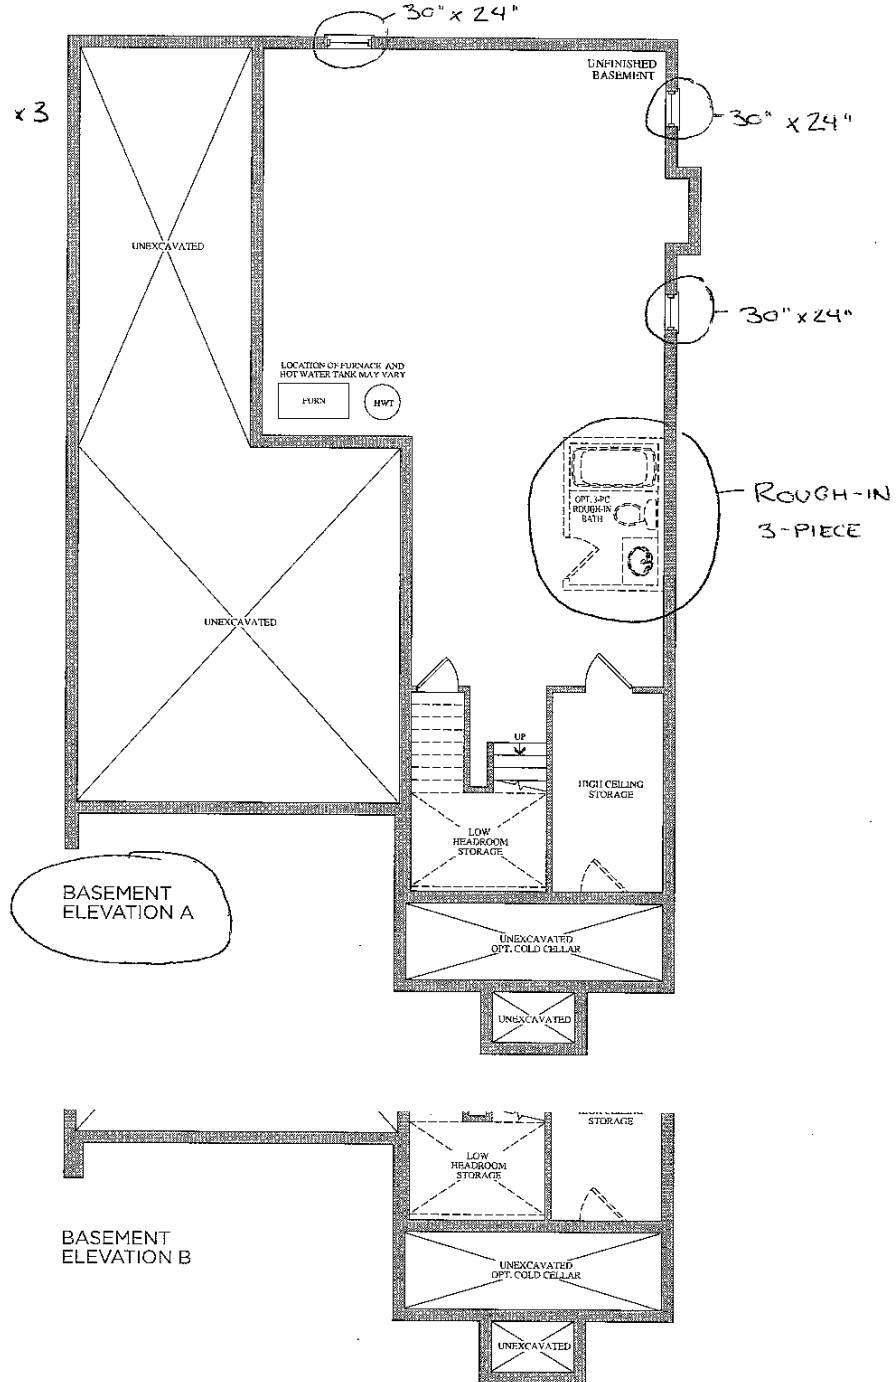 30" x 24"
UNFINISHED
BASEMENT
x 3
30" x 24"
UNEXCAVATED
30" x 24"
LOCATION OF FURNACE AND
HOT WATER TANK MAY VARY
FURN
HWT
OPT. 3-PC
ROUGH-IN
BATH
ROUGH-IN
3-PIECE
UNEXCAVATED
UP
HIGH CEILING
STORAGE
LOW
HEADROOM
STORAGE
BASEMENT
ELEVATION A
UNEXCAVATED
OPT. COLD CELLAR
UNEXCAVATED
HIGH CEILING
STORAGE
LOW
HEADROOM
STORAGE
BASEMENT
ELEVATION B
UNEXCAVATED
OPT. COLD CELLAR
UNEXCAVATED